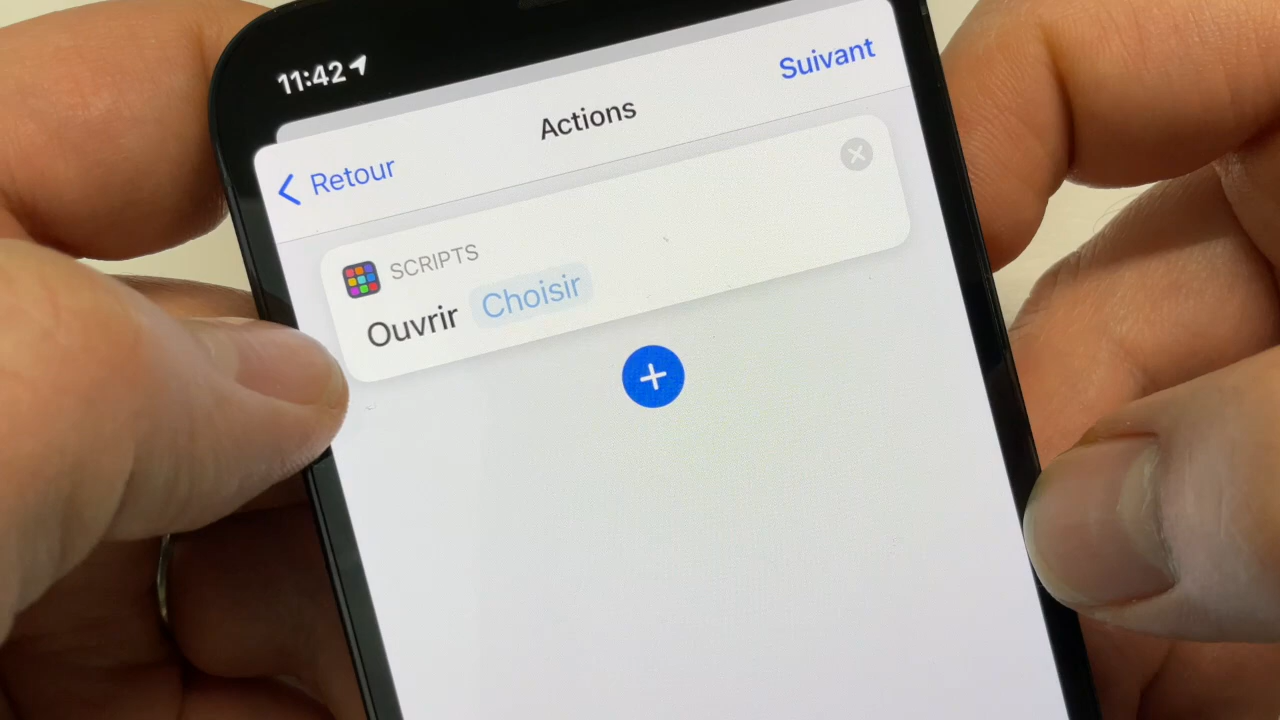 11:42
Suivant
Actions
Retour
SCRIPTS
Ouvrir Choisir